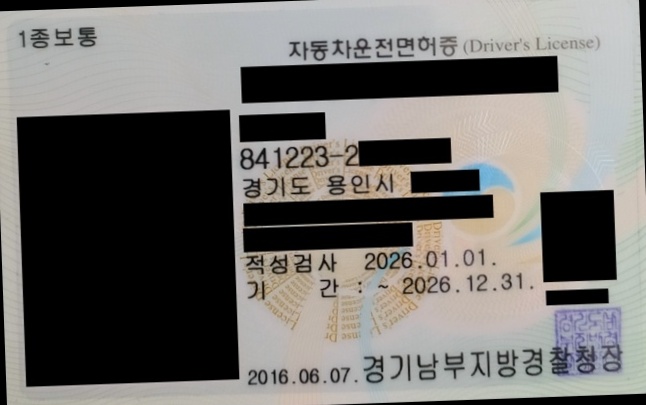 1종보통
자동차운전면허증 (Driver's License)
841223-2
경기도 용인시
적성검사 2026.01.01.
기 간 : ~ 2026.12.31.
2016.06.07. 경기남부지방경찰청장